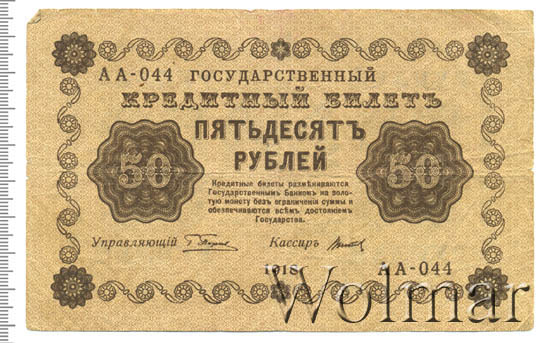 АА-044 ГОСУДАРСТВЕННЫЙ
КРЕДИТНЫЙ БИЛЕТЪ
ПЯТЬДЕСЯТЪ
РУБЛЕЙ
50
50
Кредитные билеты размѣниваются
Государственнымъ Банкомъ на золо-
тую монету безъ ограниченія суммы и
обезпечиваются всѣмъ достояніемъ
Государства.
Управляющій
Кассиръ
1918
АА-044
Wolmar